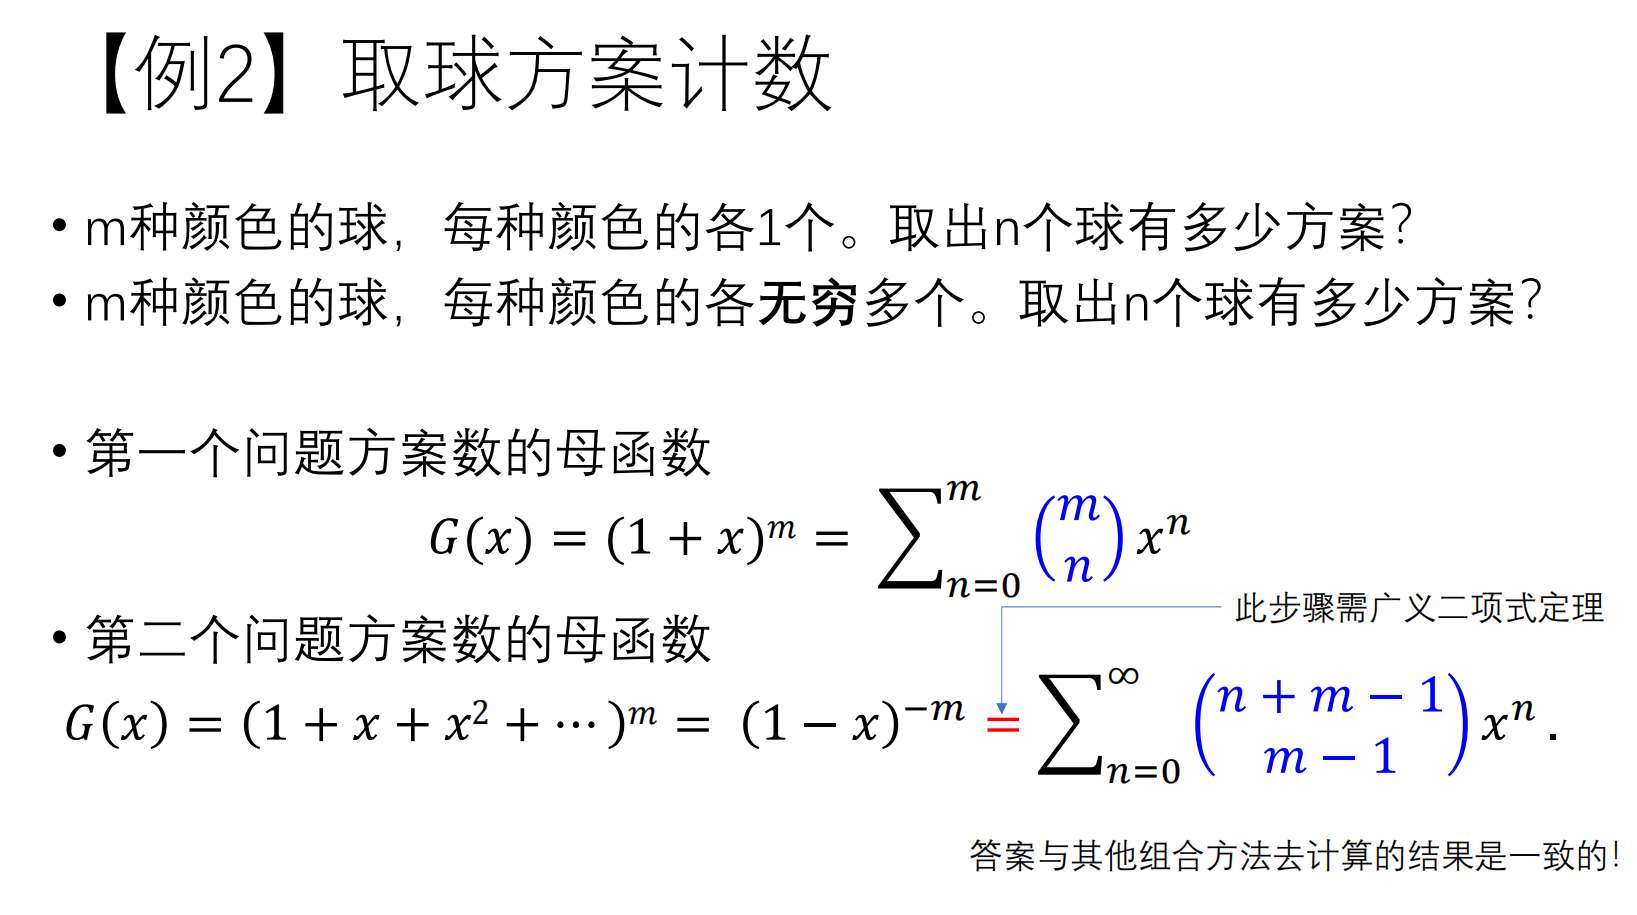 【例2】取球方案计数
• m种颜色的球，每种颜色的各1个。取出n个球有多少方案？
• m种颜色的球，每种颜色的各无穷多个。取出n个球有多少方案？
• 第一个问题方案数的母函数
$G(x) = (1 + x)^m = \sum_{n=0}^{m} \binom{m}{n} x^n$
此步骤需广义二项式定理
• 第二个问题方案数的母函数
$G(x) = (1 + x + x^2 + \cdots)^m = (1 - x)^{-m} = \sum_{n=0}^{\infty} \binom{n + m - 1}{m - 1} x^n .$
答案与其他组合方法去计算的结果是一致的！